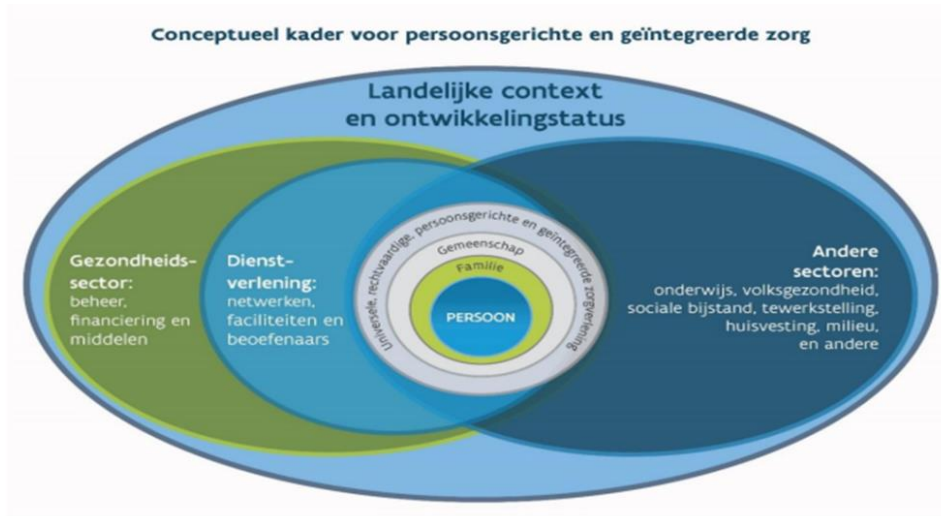 Conceptueel kader voor persoonsgerichte en geïntegreerde zorg
Landelijke context
en ontwikkelingstatus
Gezondheids-
sector:
beheer,
financiering en
middelen
Dienst-
verlening:
netwerken,
faciliteiten en
beoefenaars
Universele, rechtvaardige, persoonsgerichte en geïntegreerde zorgverlening
Gemeenschap
Familie
PERSOON
Andere
sectoren:
onderwijs, volksgezondheid,
sociale bijstand, tewerkstelling,
huisvesting, milieu,
en andere